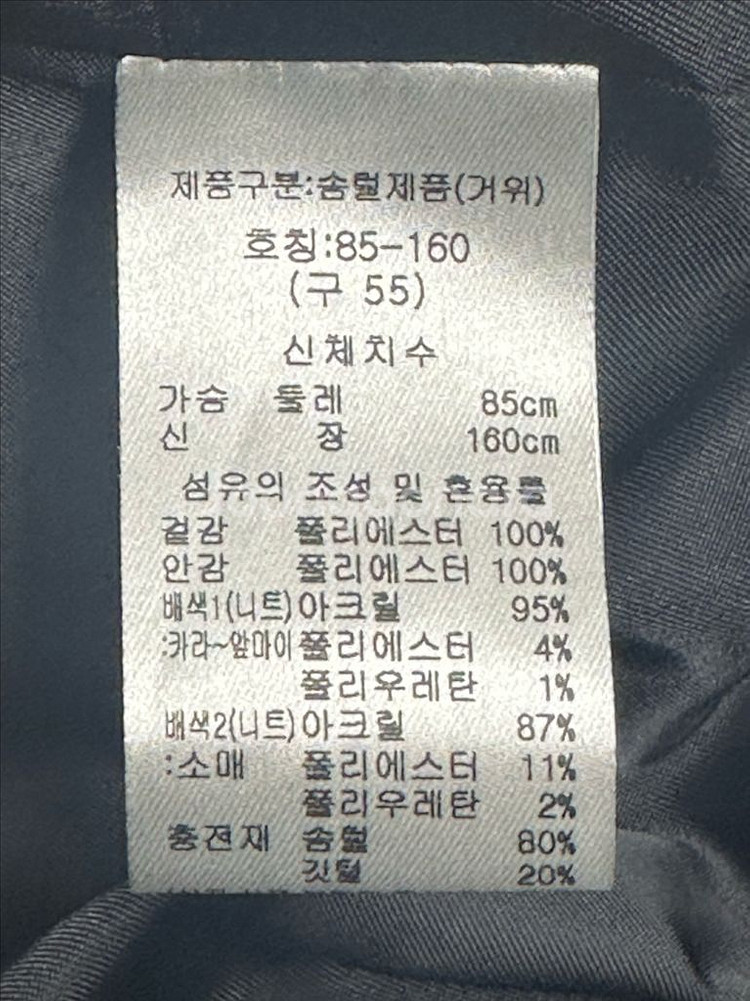 제품구분:솜털제품(거위)
호칭:85-160
(구 55)
신체치수
가슴 둘레 85cm
신 장 160cm
섬유의 조성 및 혼용률
겉감 폴리에스터 100%
안감 폴리에스터 100%
배색1(니트) 아크릴 95%
:카라~앞마이 폴리에스터 4%
폴리우레탄 1%
배색2(니트) 아크릴 87%
:소매 폴리에스터 11%
폴리우레탄 2%
충전재 솜털 80%
깃털 20%